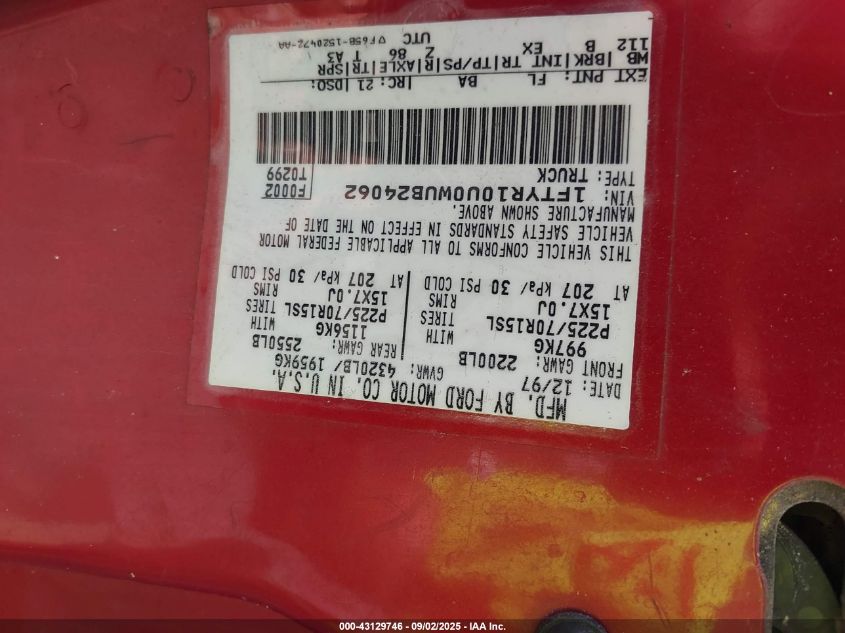 MFD. BY FORD MOTOR CO. IN U.S.A.
DATE: 12/97 GVWR: 4320LB/ 1959KG
FRONT GAWR: 2200LB REAR GAWR: 2550LB
997KG WITH 1156KG WITH
P225/70R15SL TIRES P225/70R15SL TIRES
15X7.0J RIMS 15X7.0J RIMS
AT 207 kPa/ 30 PSI COLD AT 207 kPa/ 30 PSI COLD
THIS VEHICLE CONFORMS TO ALL APPLICABLE FEDERAL MOTOR
VEHICLE SAFETY STANDARDS IN EFFECT ON THE DATE OF
MANUFACTURE SHOWN ABOVE.
VIN: 1FTYR10U0WUB24062 F0002
TYPE: TRUCK T0299
EXT PNT: FL BA RC: 21 DSO:
WB BRK INT TR TP/PS R AXLE TR SPR
112 B EX Z 86 T A3
UTC ▽F65B-1520472-AA
000-43129746 - 09/02/2025 - IAA Inc.